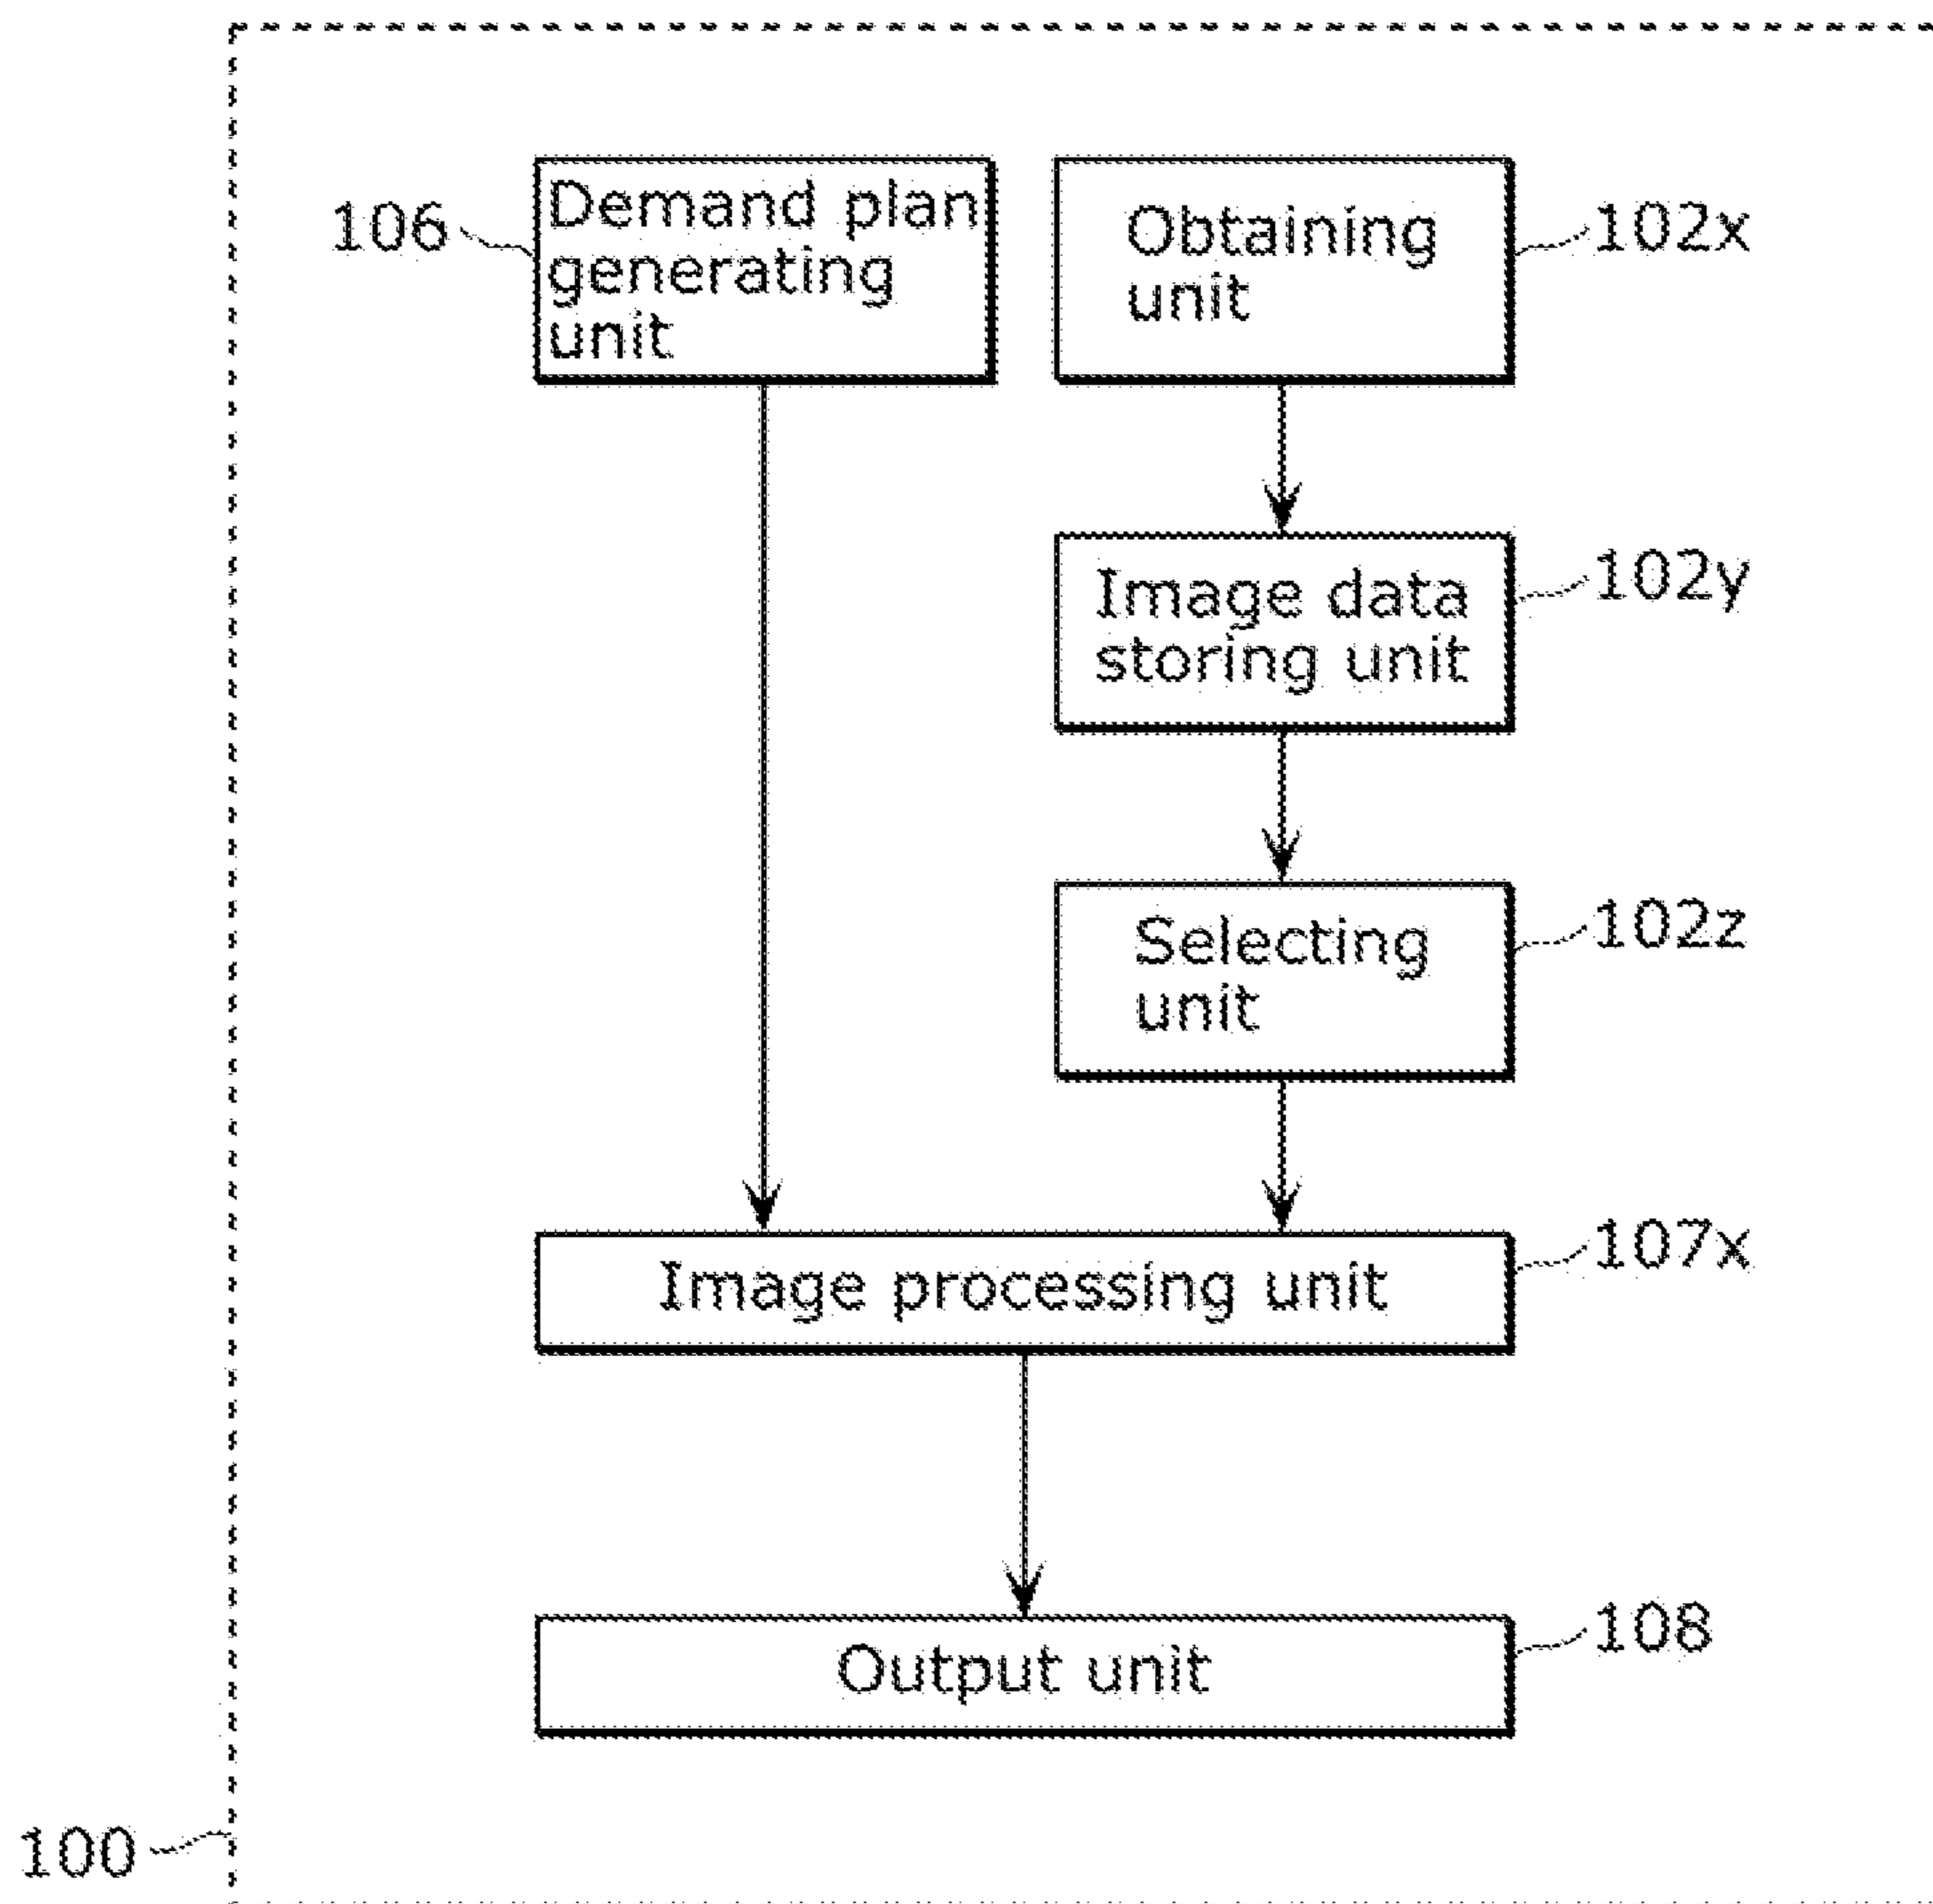 106
Demand plan
generating
unit
Obtaining
unit
102x
Image data
storing unit
102y
Selecting
unit
102z
Image processing unit
107x
Output unit
108
100